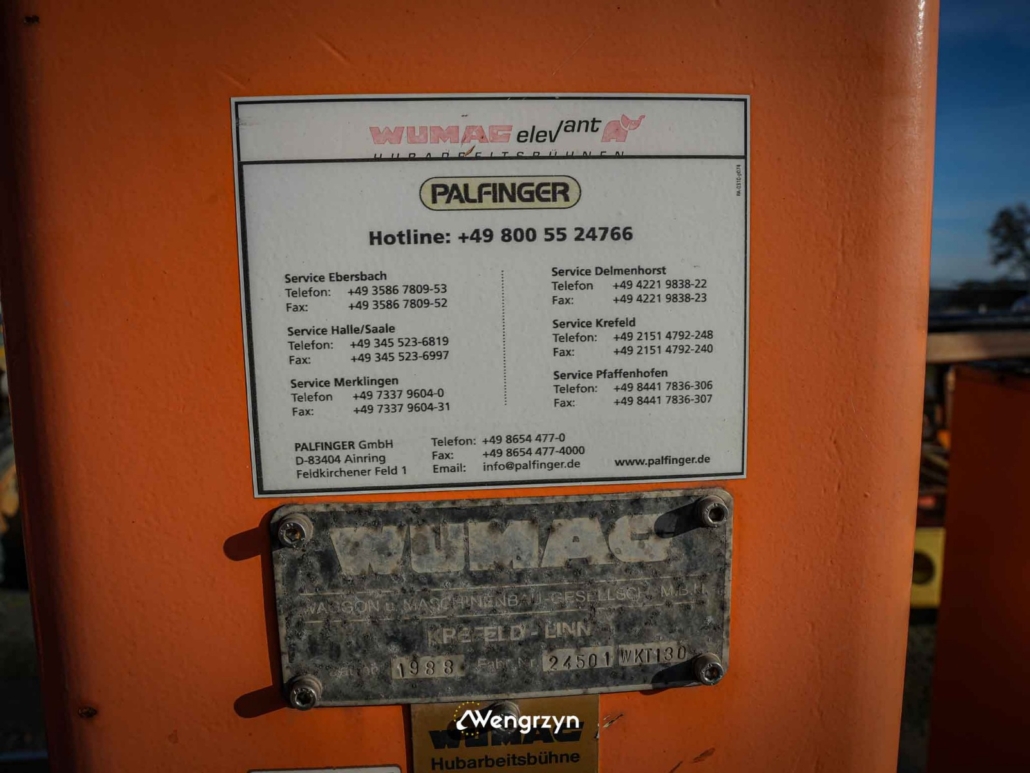 WUMAG elevant
HUBARBEITSBÜHNEN
PALFINGER
Hotline: +49 800 55 24766
Service Ebersbach
Telefon: +49 3586 7809-53
Fax: +49 3586 7809-52
Service Halle/Saale
Telefon: +49 345 523-6819
Fax: +49 345 523-6997
Service Merklingen
Telefon +49 7337 9604-0
Fax: +49 7337 9604-31
Service Delmenhorst
Telefon +49 4221 9838-22
Fax: +49 4221 9838-23
Service Krefeld
Telefon: +49 2151 4792-248
Fax: +49 2151 4792-240
Service Pfaffenhofen
Telefon: +49 8441 7836-306
Fax: +49 8441 7836-307
PALFINGER GmbH
D-83404 Ainring
Feldkirchener Feld 1
Telefon: +49 8654 477-0
Fax: +49 8654 477-4000
Email: info@palfinger.de
www.palfinger.de
WUMAG
WAGGON u. MASCHINENBAU-GESELLSCH. M.B.H.
KREFELD - LINN
1988 Fabr. Nr. 24501 WKT130
Wengrzyn
WUMAG
Hubarbeitsbühne